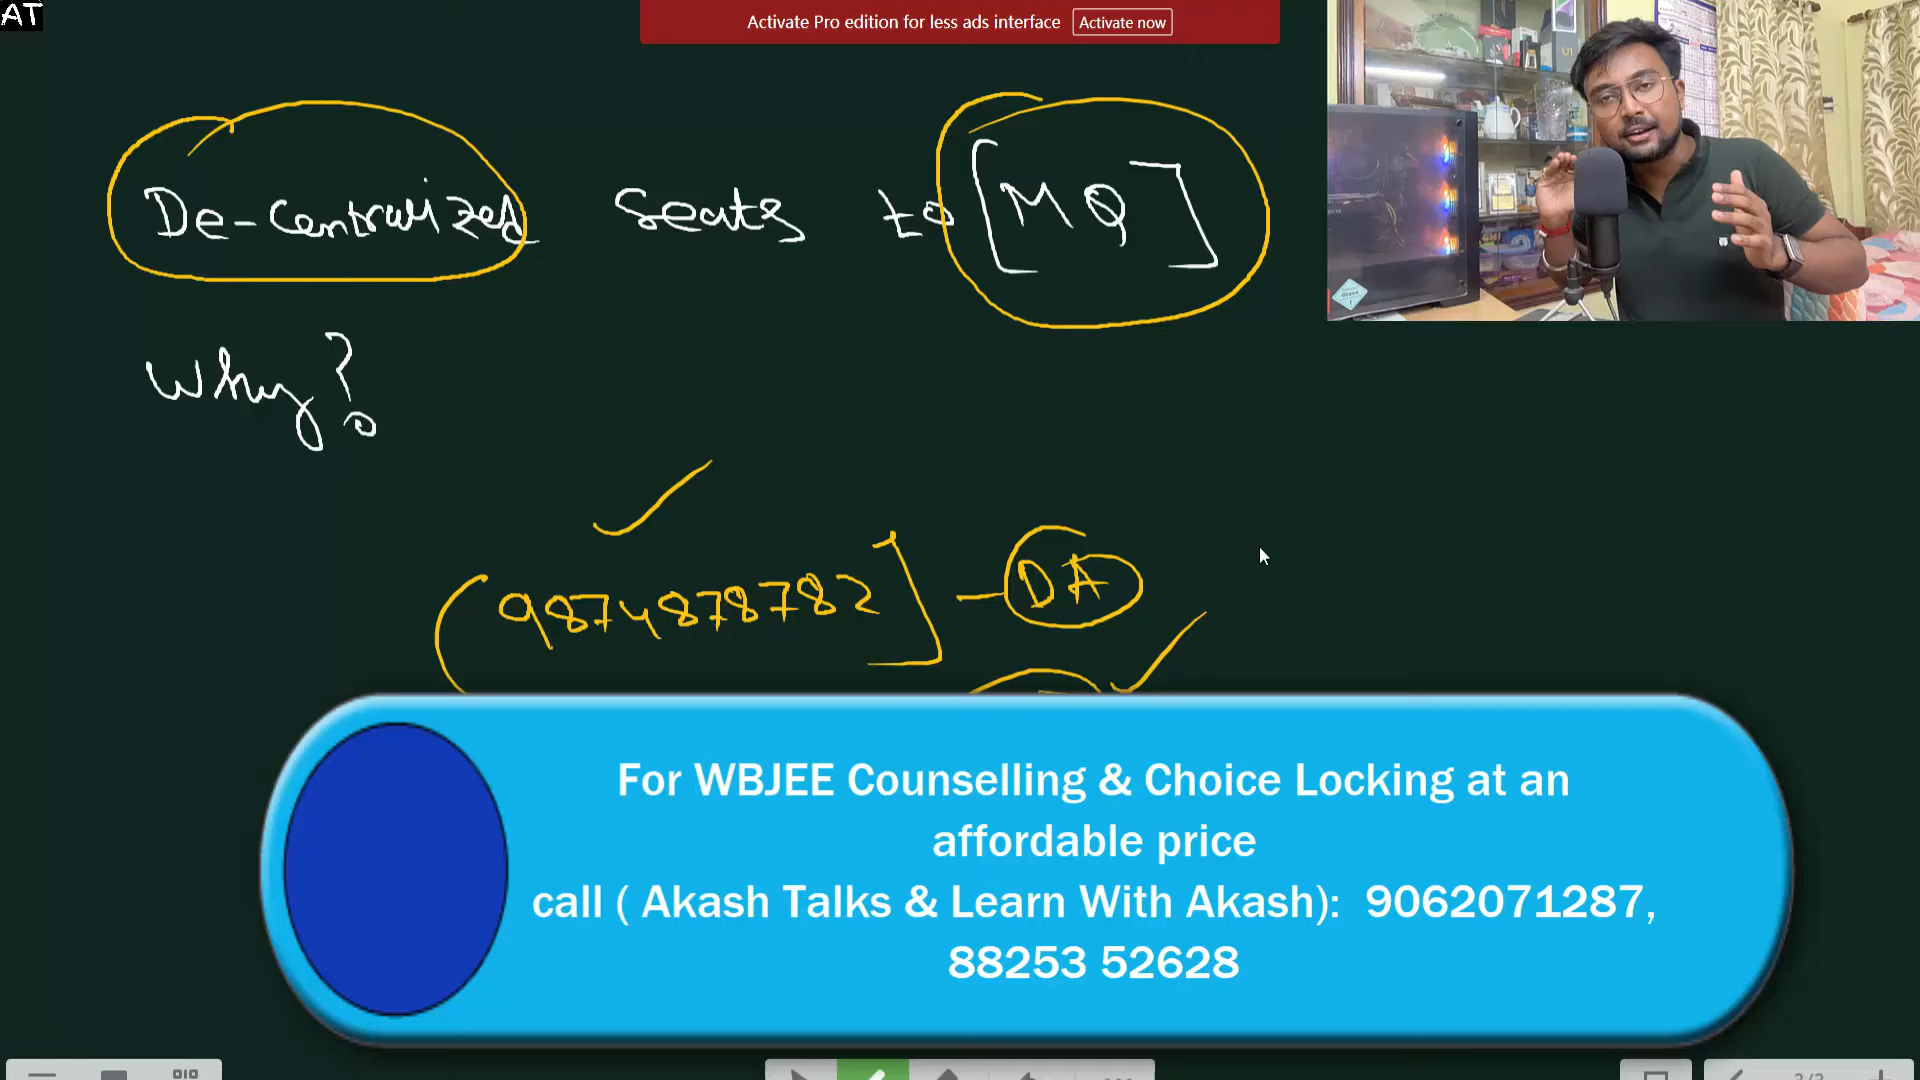 AT
Activate Pro edition for less ads interface Activate now
De-centralized seats to [MQ]
Why?
(9874878782] - DA
For WBJEE Counselling & Choice Locking at an
affordable price
call ( Akash Talks & Learn With Akash): 9062071287,
88253 52628